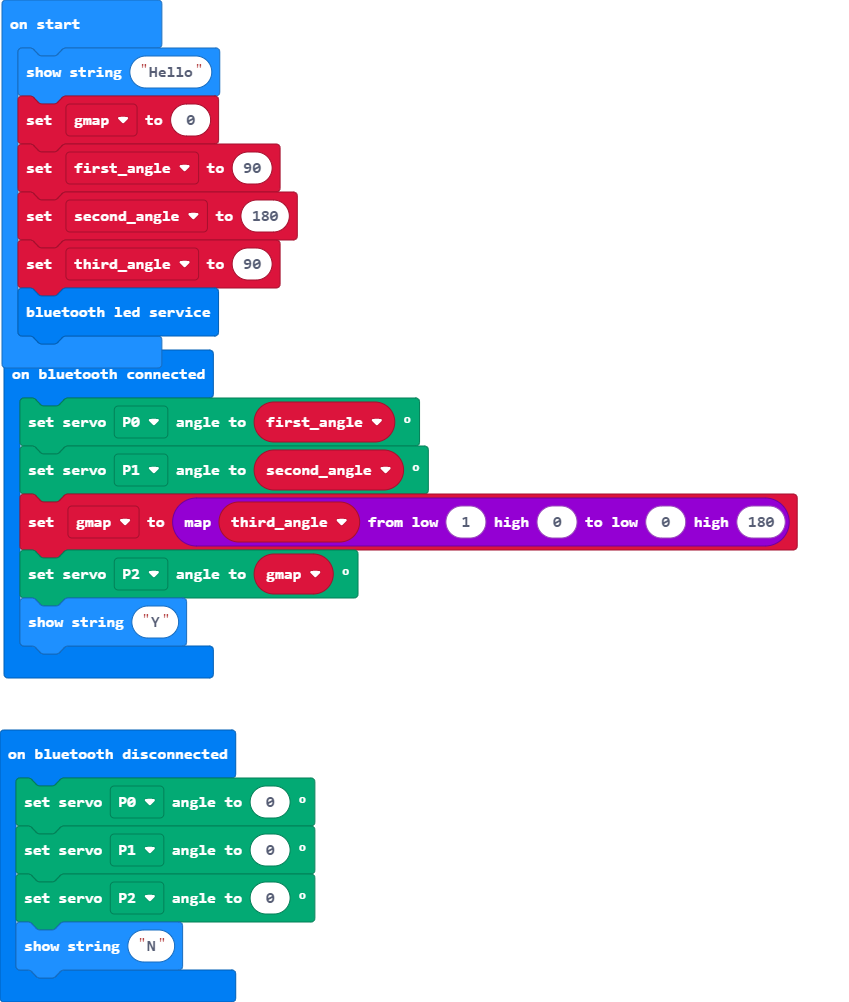 on start
show string "Hello"
set gmap to 0
set first_angle to 90
set second_angle to 180
set third_angle to 90
bluetooth led service
on bluetooth connected
set servo P0 angle to first_angle °
set servo P1 angle to second_angle °
set gmap to map third_angle from low 1 high 0 to low 0 high 180
set servo P2 angle to gmap °
show string "Y"
on bluetooth disconnected
set servo P0 angle to 0 °
set servo P1 angle to 0 °
set servo P2 angle to 0 °
show string "N"